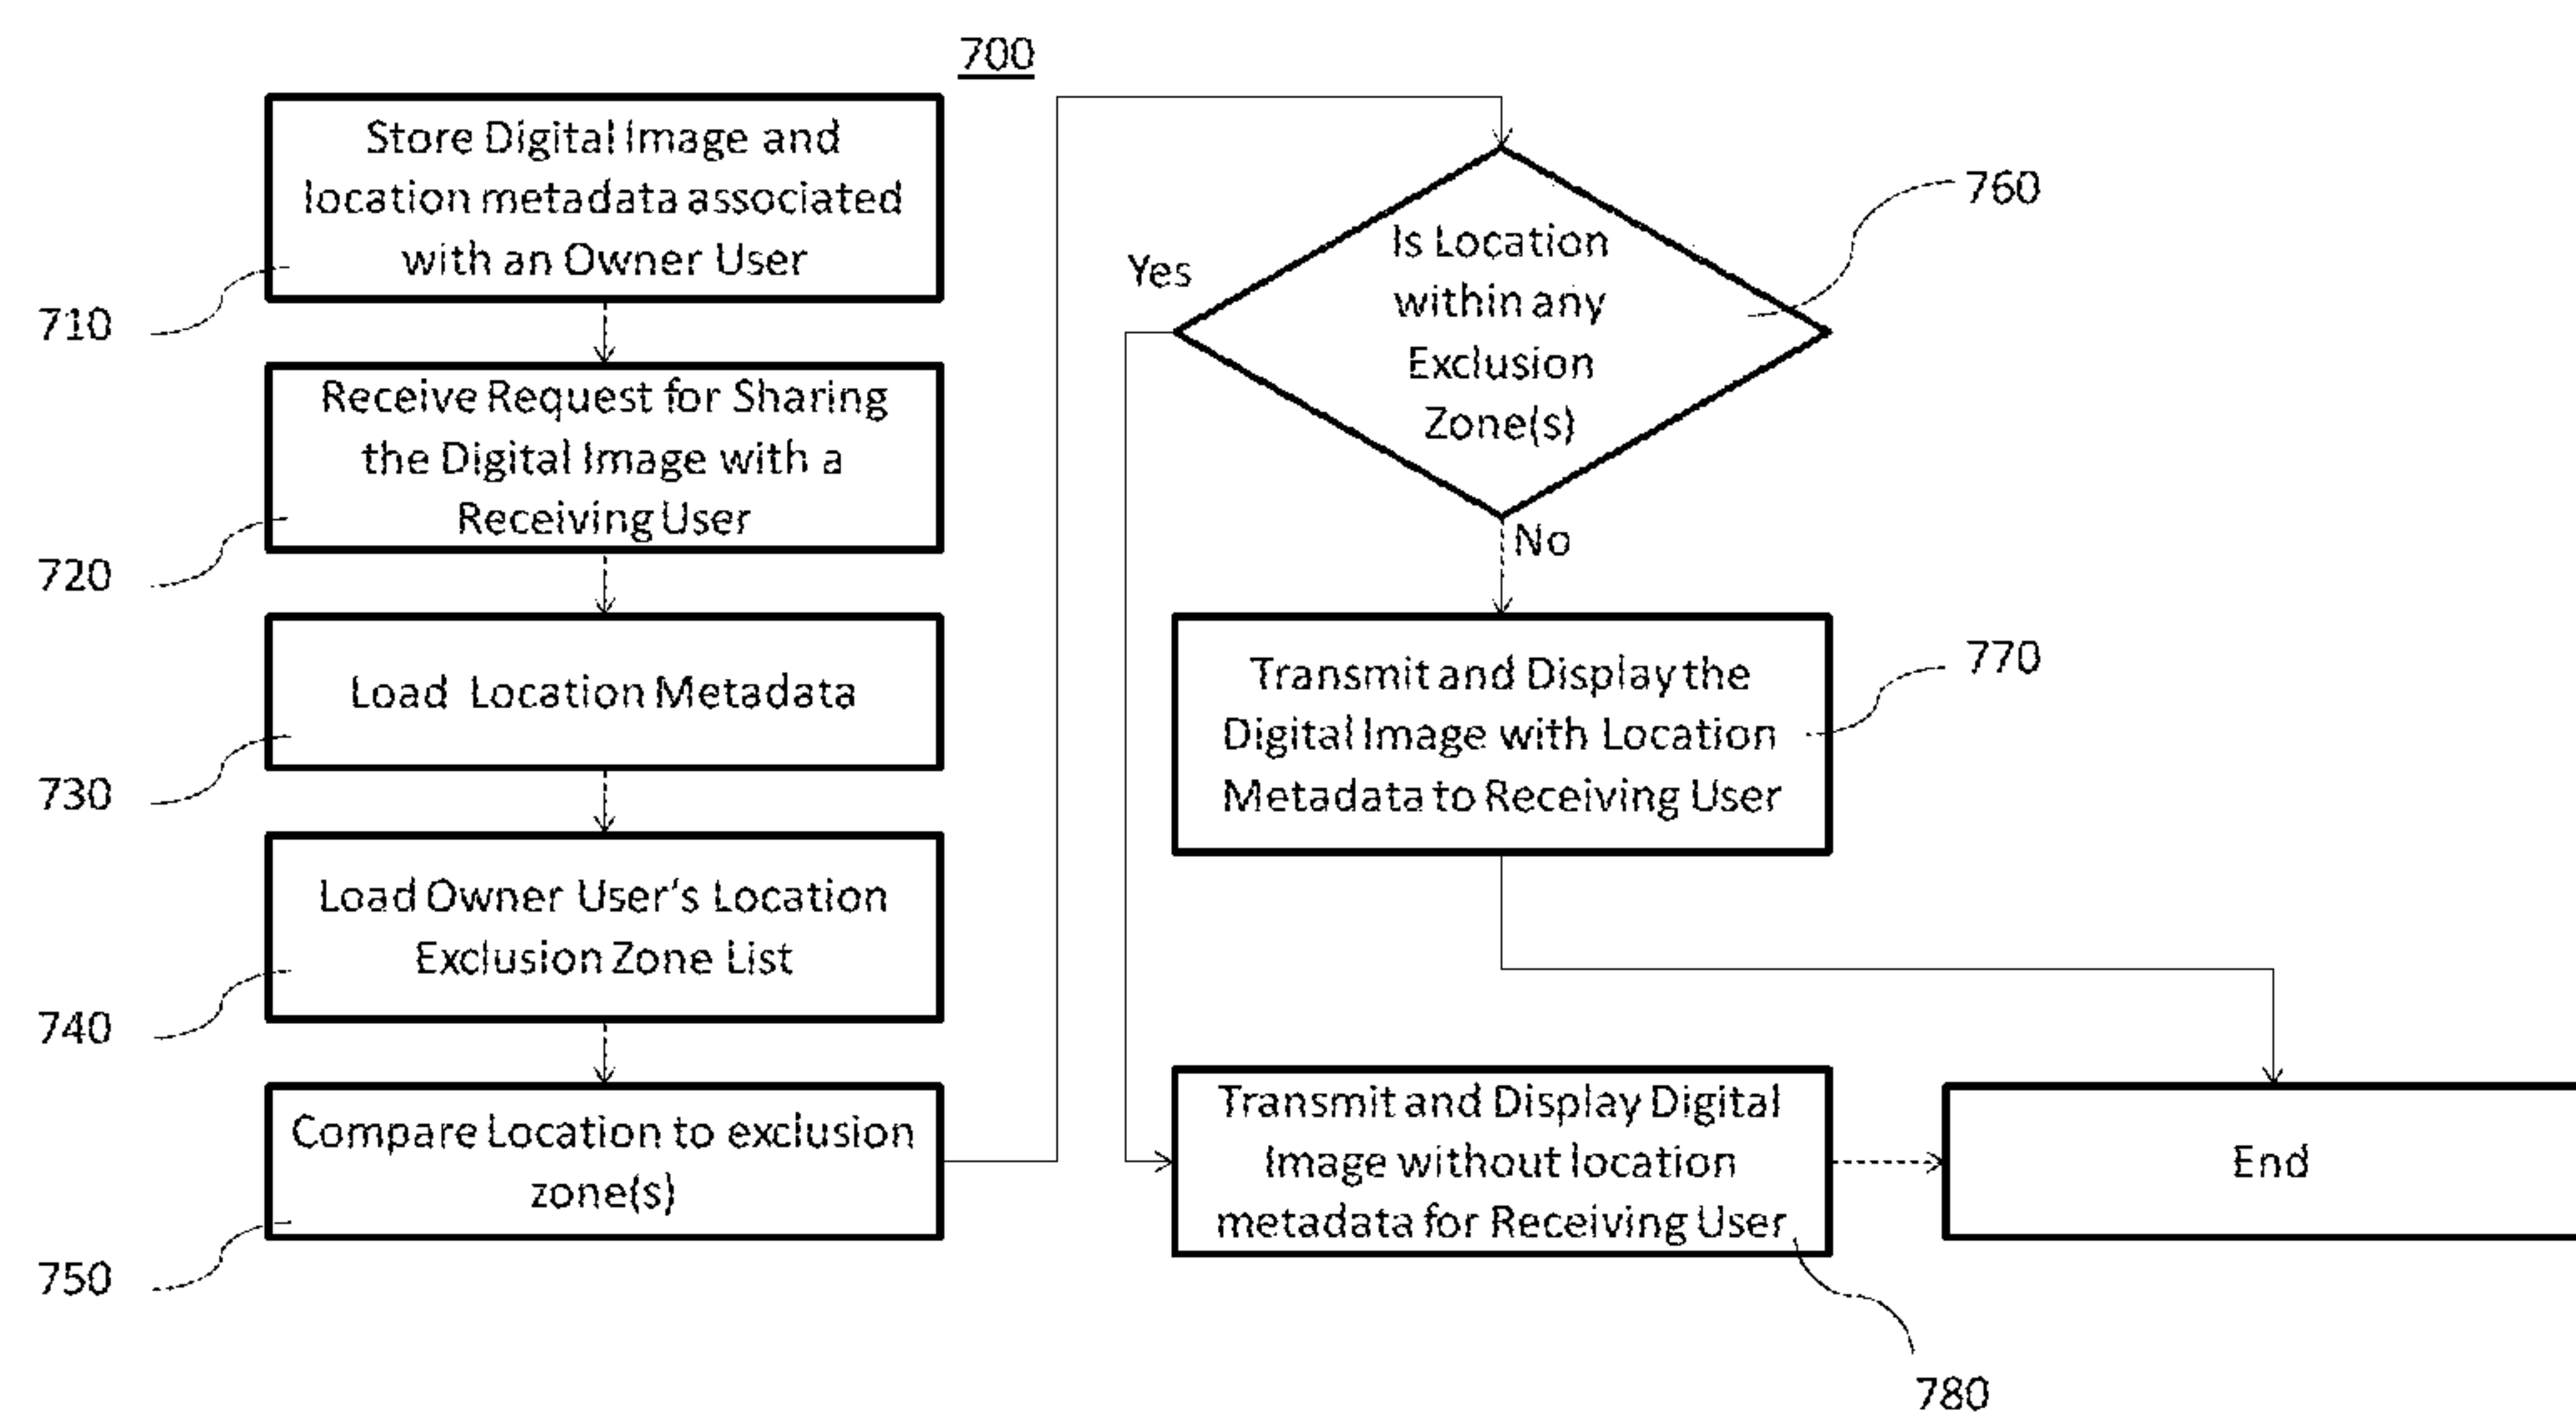 700
Store Digital Image and
location metadata associated
with an Owner User
710
Receive Request for Sharing
the Digital Image with a
Receiving User
720
Load Location Metadata
730
Load Owner User's Location
Exclusion Zone List
740
Compare Location to exclusion
zone(s)
750
Is Location
within any
Exclusion
Zone(s)
760
Yes
No
Transmit and Display the
Digital Image with Location
Metadata to Receiving User
770
Transmit and Display Digital
Image without location
metadata for Receiving User
780
End